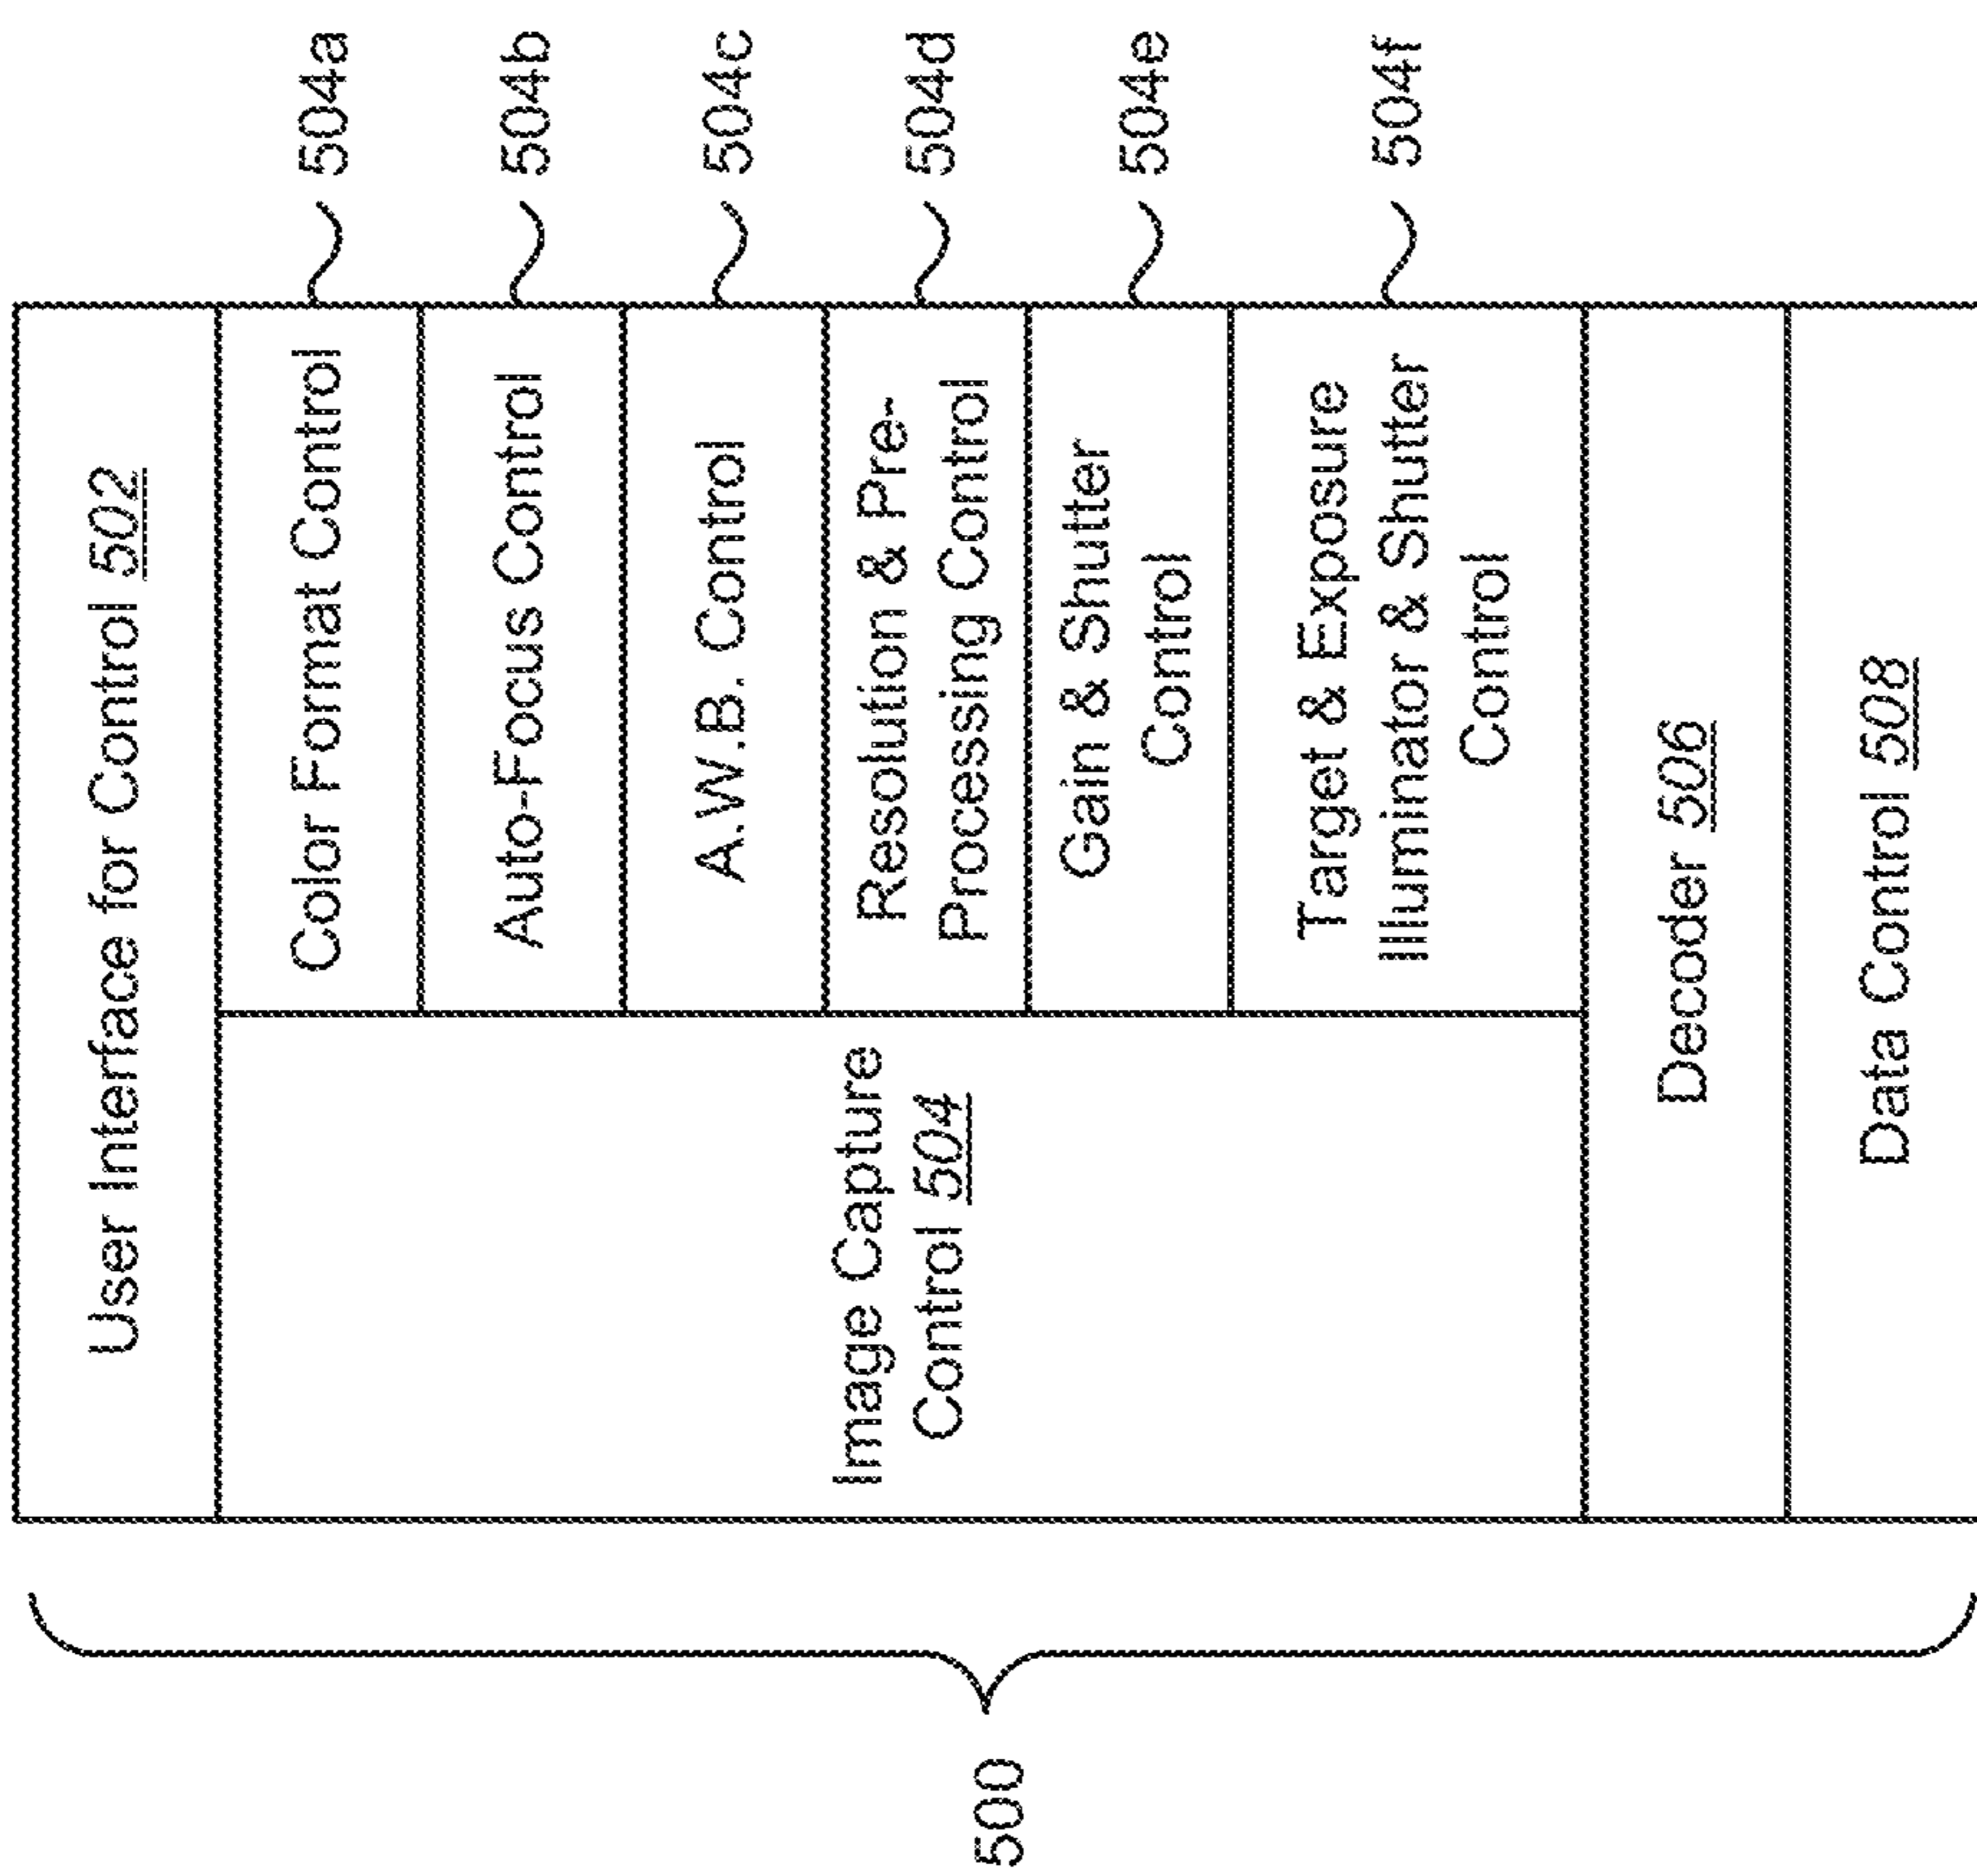 User Interface for Control 502
Image Capture
Control 504
Color Format Control
504a
Auto-Focus Control
504b
A.W.B. Control
504c
Resolution & Pre-
Processing Control
504d
Gain & Shutter
Control
504e
Target & Exposure
Illuminator & Shutter
Control
504f
Decoder 506
Data Control 508
500